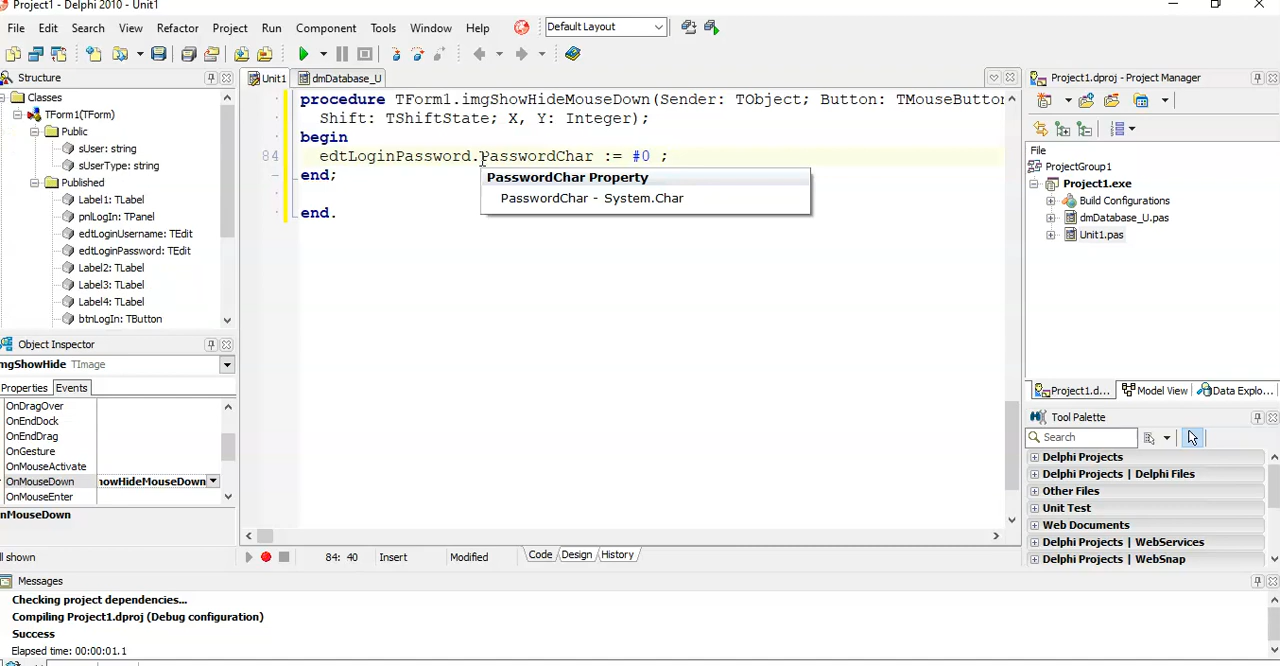 Project1 - Delphi 2010 - Unit1
File Edit Search View Refactor Project Run Component Tools Window Help Default Layout
Structure
Classes
TForm1(TForm)
Public
sUser: string
sUserType: string
Published
Label1: TLabel
pnlLogIn: TPanel
edtLoginUsername: TEdit
edtLoginPassword: TEdit
Label2: TLabel
Label3: TLabel
Label4: TLabel
btnLogIn: TButton
Object Inspector
mgShowHide TImage
Properties Events
OnDragOver
OnEndDock
OnEndDrag
OnGesture
OnMouseActivate
OnMouseDown howHideMouseDown
OnMouseEnter
nMouseDown
ll shown
Unit1 dmDatabase_U
procedure TForm1.imgShowHideMouseDown(Sender: TObject; Button: TMouseButton
Shift: TShiftState; X, Y: Integer);
begin
84 edtLoginPassword.PasswordChar := #0 ;
end;
end.
PasswordChar Property
PasswordChar - System.Char
84: 40 Insert Modified Code Design History
Project1.dproj - Project Manager
File
ProjectGroup1
Project1.exe
Build Configurations
dmDatabase_U.pas
Unit1.pas
Project1.d... Model View Data Explo...
Tool Palette
Search
Delphi Projects
Delphi Projects | Delphi Files
Other Files
Unit Test
Web Documents
Delphi Projects | WebServices
Delphi Projects | WebSnap
Messages
Checking project dependencies...
Compiling Project1.dproj (Debug configuration)
Success
Elapsed time: 00:00:01.1